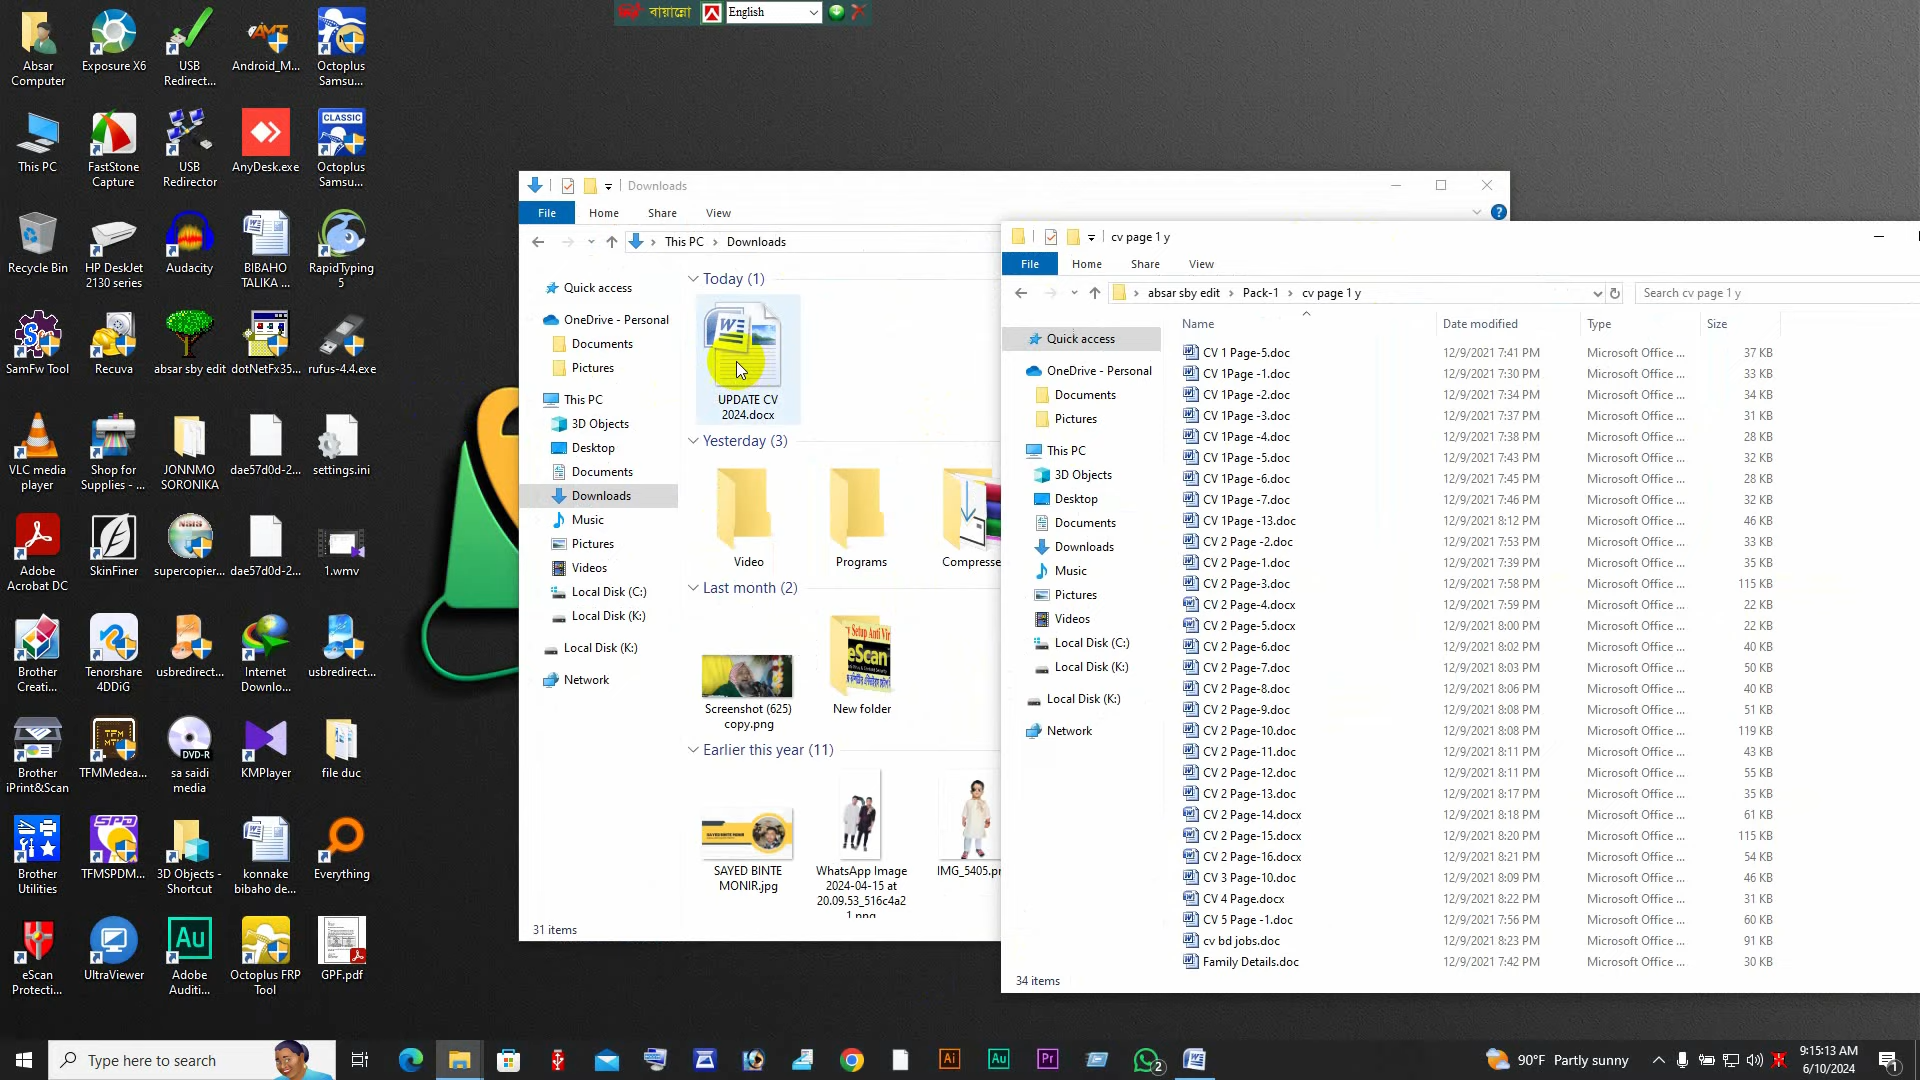 বায়ান্নো
English
Absar Computer
Exposure X6
USB Redirect...
Android_M...
Octoplus Samsu...
This PC
FastStone Capture
USB Redirector
AnyDesk.exe
CLASSIC
Octoplus Samsu...
Recycle Bin
HP DeskJet 2130 series
Audacity
BIBAHO TALIKA ...
RapidTyping 5
SamFw Tool
Recuva
absar sby edit
dotNetFx35...
rufus-4.4.exe
VLC media player
Shop for Supplies - ...
JONNMO SORONIKA
dae57d0d-2...
settings.ini
Adobe Acrobat DC
SkinFiner
supercopier...
dae57d0d-2...
1.wmv
Brother Creati...
Tenorshare 4DDiG
usbredirect...
Internet Downlo...
usbredirect...
Brother iPrint&Scan
TFMMedea...
DVD-R
sa saidi media
KMPlayer
file duc
Brother Utilities
TFMSPDM...
3D Objects - Shortcut
konnake bibaho de...
Everything
eScan Protecti...
UltraViewer
Adobe Auditi...
Octoplus FRP Tool
GPF.pdf
Downloads
File Home Share View
This PC > Downloads
Quick access
OneDrive - Personal
Documents
Pictures
This PC
3D Objects
Desktop
Documents
Downloads
Music
Pictures
Videos
Local Disk (C:)
Local Disk (K:)
Local Disk (K:)
Network
Today (1)
UPDATE CV 2024.docx
Yesterday (3)
Video
Programs
Compresse
Last month (2)
Screenshot (625) copy.png
New folder
Earlier this year (11)
SAYED BINTE MONIR.jpg
WhatsApp Image 2024-04-15 at 20.09.53_516c4a2
IMG_5405.pn
31 items
cv page 1 y
File Home Share View
absar sby edit > Pack-1 > cv page 1 y
Search cv page 1 y
Quick access
OneDrive - Personal
Documents
Pictures
This PC
3D Objects
Desktop
Documents
Downloads
Music
Pictures
Videos
Local Disk (C:)
Local Disk (K:)
Local Disk (K:)
Network
Name Date modified Type Size
CV 1 Page-5.doc 12/9/2021 7:41 PM Microsoft Office ... 37 KB
CV 1Page -1.doc 12/9/2021 7:30 PM Microsoft Office ... 33 KB
CV 1Page -2.doc 12/9/2021 7:34 PM Microsoft Office ... 34 KB
CV 1Page -3.doc 12/9/2021 7:37 PM Microsoft Office ... 31 KB
CV 1Page -4.doc 12/9/2021 7:38 PM Microsoft Office ... 28 KB
CV 1Page -5.doc 12/9/2021 7:43 PM Microsoft Office ... 32 KB
CV 1Page -6.doc 12/9/2021 7:45 PM Microsoft Office ... 28 KB
CV 1Page -7.doc 12/9/2021 7:46 PM Microsoft Office ... 32 KB
CV 1Page -13.doc 12/9/2021 8:12 PM Microsoft Office ... 46 KB
CV 2 Page -2.doc 12/9/2021 7:53 PM Microsoft Office ... 33 KB
CV 2 Page-1.doc 12/9/2021 7:39 PM Microsoft Office ... 35 KB
CV 2 Page-3.doc 12/9/2021 7:58 PM Microsoft Office ... 115 KB
CV 2 Page-4.docx 12/9/2021 7:59 PM Microsoft Office ... 22 KB
CV 2 Page-5.docx 12/9/2021 8:00 PM Microsoft Office ... 22 KB
CV 2 Page-6.doc 12/9/2021 8:02 PM Microsoft Office ... 40 KB
CV 2 Page-7.doc 12/9/2021 8:03 PM Microsoft Office ... 50 KB
CV 2 Page-8.doc 12/9/2021 8:06 PM Microsoft Office ... 40 KB
CV 2 Page-9.doc 12/9/2021 8:08 PM Microsoft Office ... 51 KB
CV 2 Page-10.doc 12/9/2021 8:08 PM Microsoft Office ... 119 KB
CV 2 Page-11.doc 12/9/2021 8:11 PM Microsoft Office ... 43 KB
CV 2 Page-12.doc 12/9/2021 8:11 PM Microsoft Office ... 55 KB
CV 2 Page-13.doc 12/9/2021 8:17 PM Microsoft Office ... 35 KB
CV 2 Page-14.docx 12/9/2021 8:18 PM Microsoft Office ... 61 KB
CV 2 Page-15.docx 12/9/2021 8:20 PM Microsoft Office ... 115 KB
CV 2 Page-16.docx 12/9/2021 8:21 PM Microsoft Office ... 54 KB
CV 3 Page-10.doc 12/9/2021 8:09 PM Microsoft Office ... 46 KB
CV 4 Page.docx 12/9/2021 8:22 PM Microsoft Office ... 31 KB
CV 5 Page -1.doc 12/9/2021 7:56 PM Microsoft Office ... 60 KB
cv bd jobs.doc 12/9/2021 8:23 PM Microsoft Office ... 91 KB
Family Details.doc 12/9/2021 7:42 PM Microsoft Office ... 30 KB
34 items
Type here to search
90°F Partly sunny
9:15:13 AM
6/10/2024